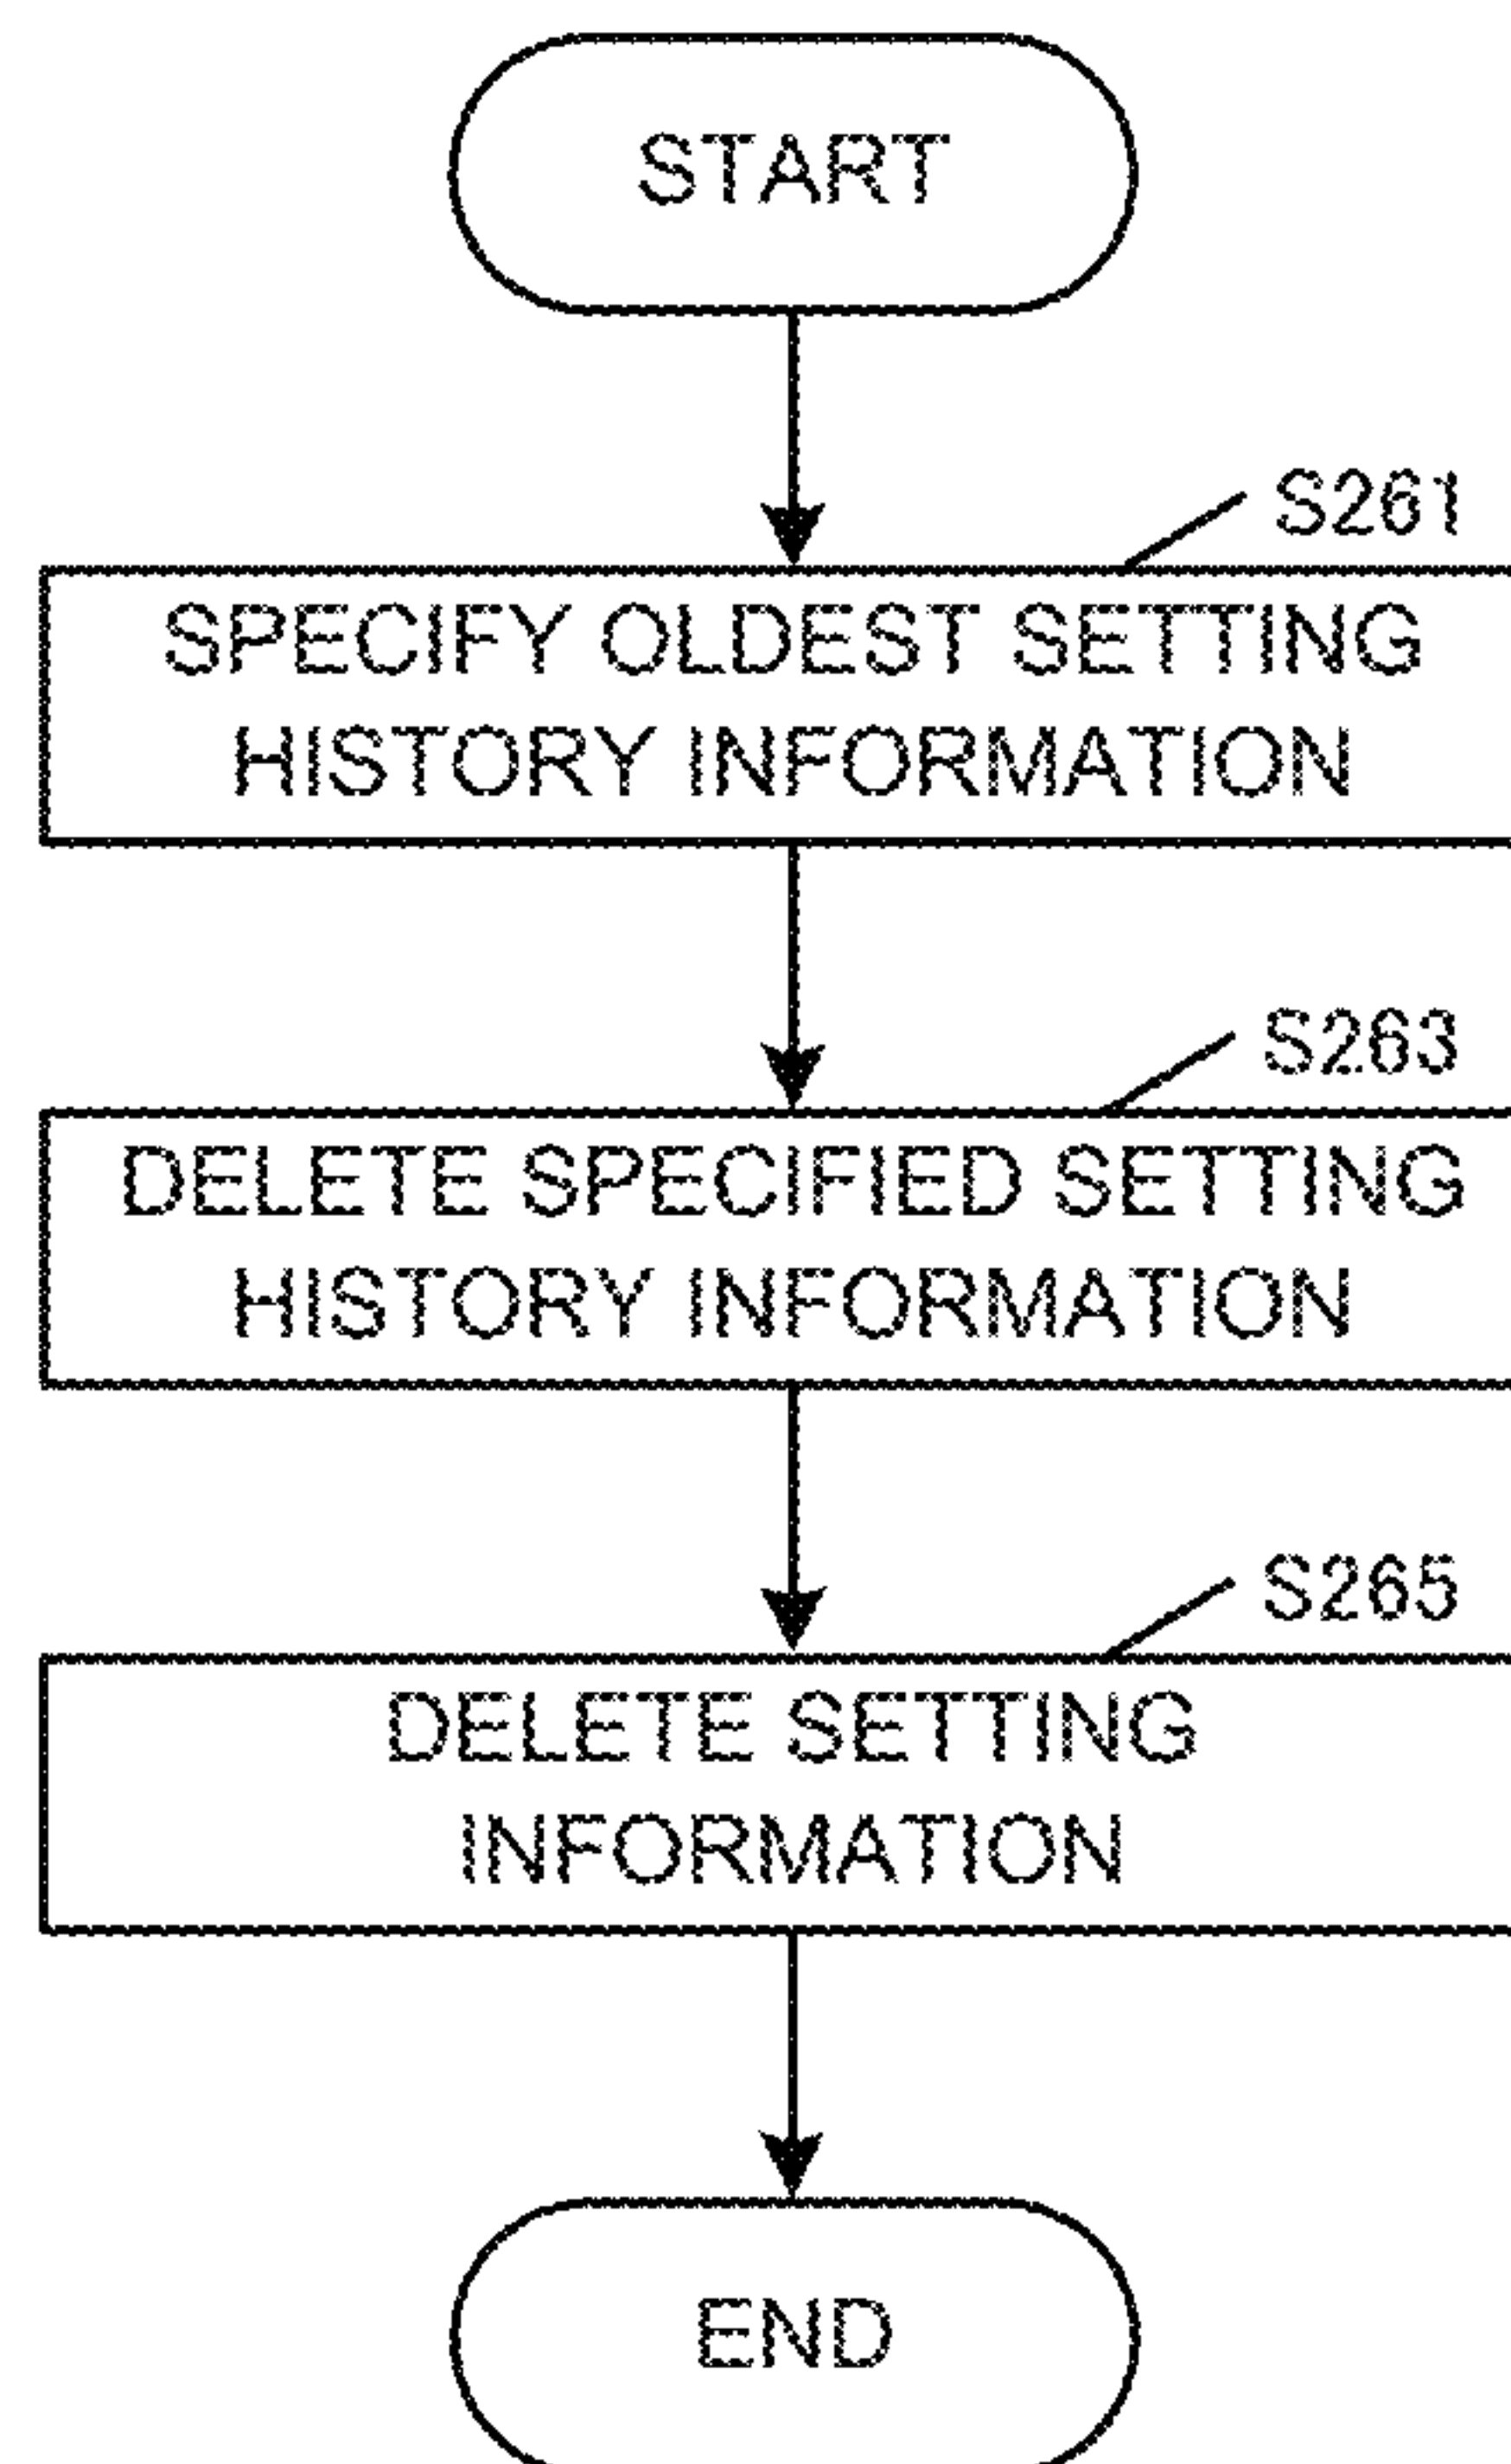 START
S261
SPECIFY OLDEST SETTING
HISTORY INFORMATION
S263
DELETE SPECIFIED SETTING
HISTORY INFORMATION
S265
DELETE SETTING
INFORMATION
END